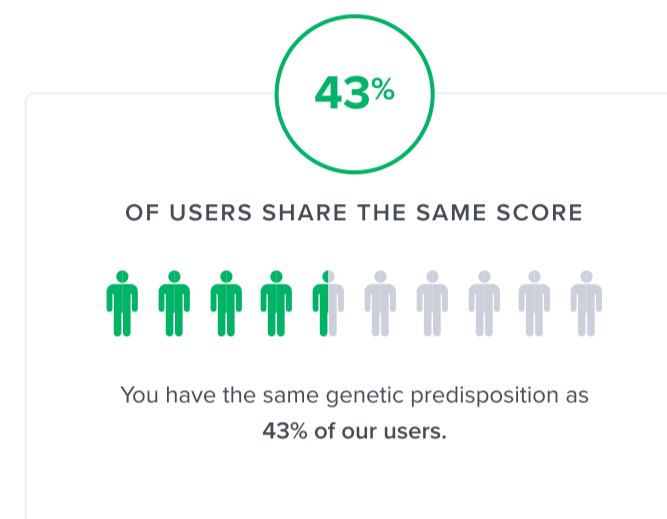 43%
OF USERS SHARE THE SAME SCORE
You have the same genetic predisposition as
43% of our users.